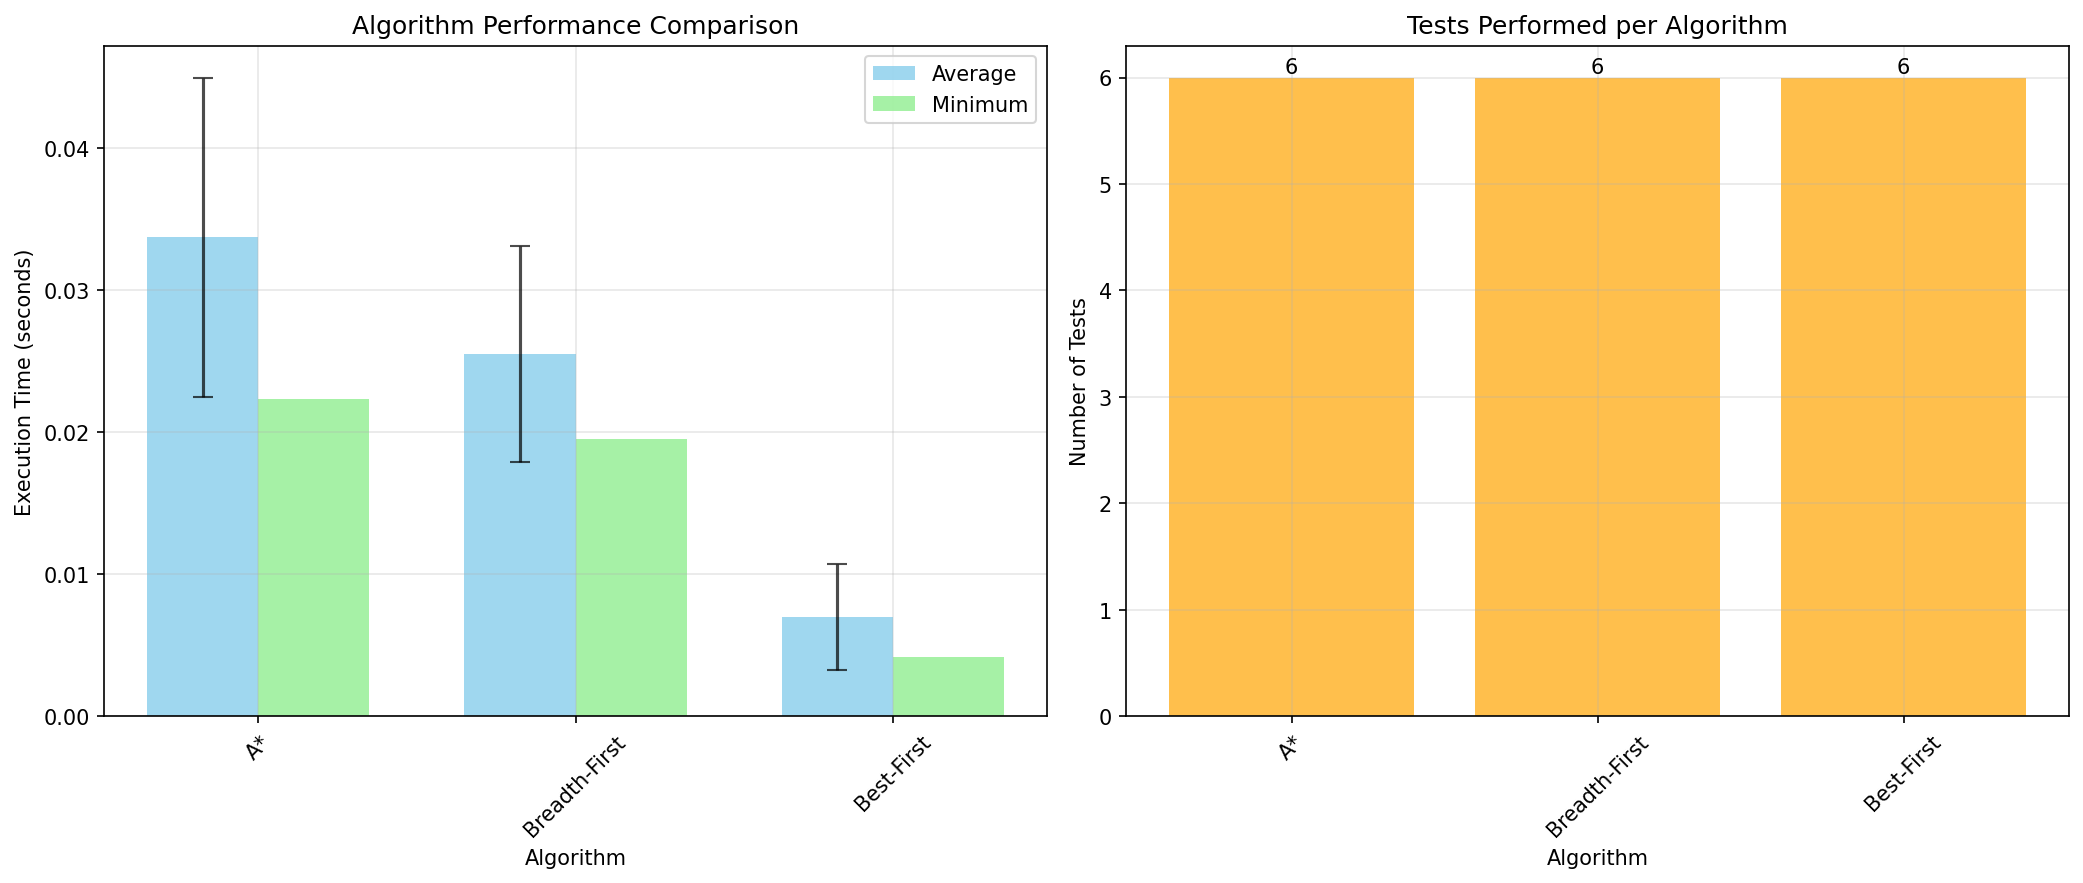 Algorithm Performance Comparison
Execution Time (seconds)
0.04
0.03
0.02
0.01
0.00
Average
Minimum
A*
Breadth-First
Best-First
Algorithm
Tests Performed per Algorithm
Number of Tests
6
5
4
3
2
1
0
6
6
6
A*
Breadth-First
Best-First
Algorithm